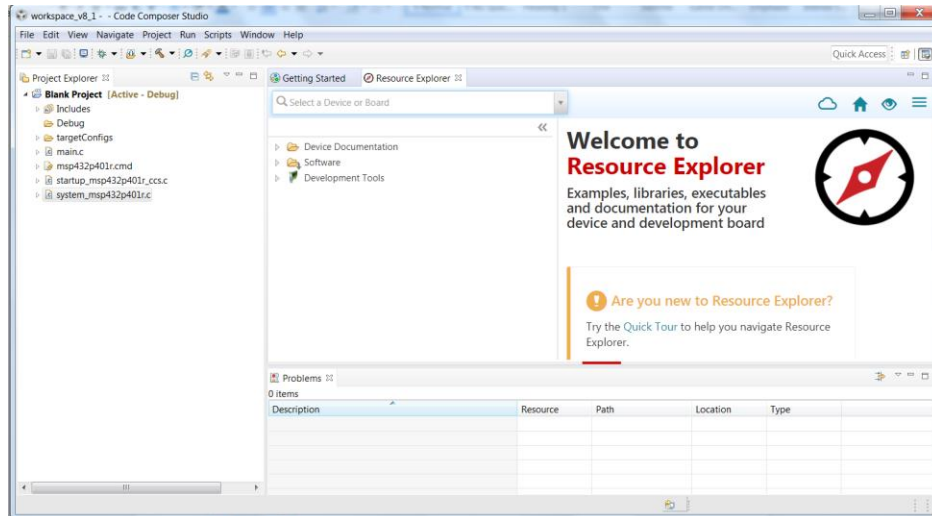 workspace_v8_1 - - Code Composer Studio
File Edit View Navigate Project Run Scripts Window Help
Quick Access
Project Explorer
Blank Project [Active - Debug]
Includes
Debug
targetConfigs
main.c
msp432p401r.cmd
startup_msp432p401r_ccs.c
system_msp432p401r.c
Getting Started Resource Explorer
Select a Device or Board
Device Documentation
Software
Development Tools
Welcome to
Resource Explorer
Examples, libraries, executables
and documentation for your
device and development board
Are you new to Resource Explorer?
Try the Quick Tour to help you navigate Resource
Explorer.
Problems
0 items
Description Resource Path Location Type